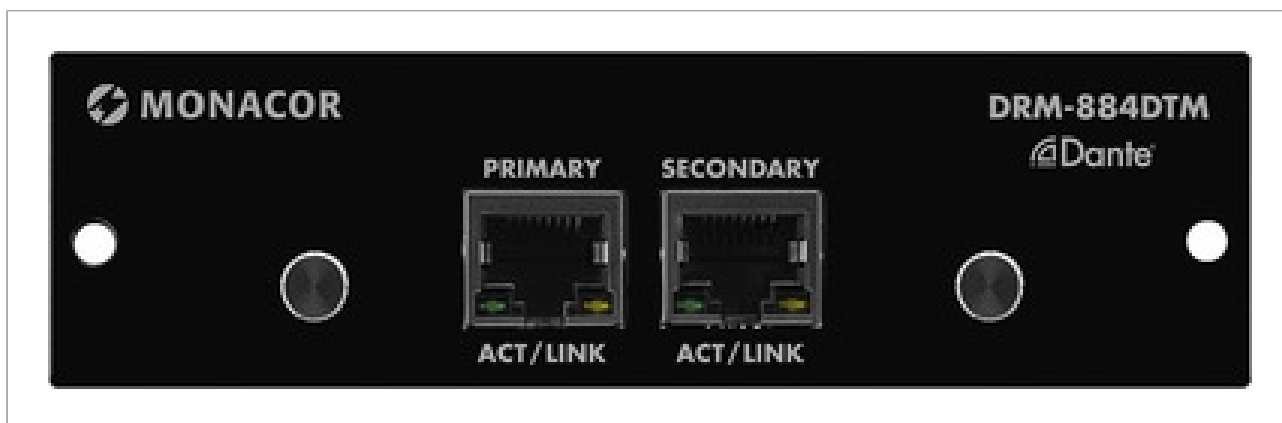 MONACOR
DRM-884DTM
Dante
PRIMARY SECONDARY
ACT/LINK ACT/LINK